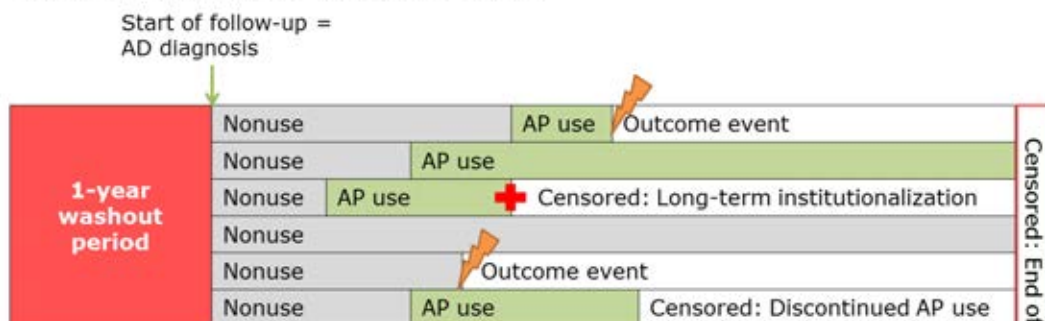 Start of follow-up =
AD diagnosis
1-year
washout
period
Nonuse AP use Outcome event
Nonuse AP use
Nonuse AP use Censored: Long-term institutionalization
Nonuse
Nonuse Outcome event
Nonuse AP use Censored: Discontinued AP use
Censored: End of